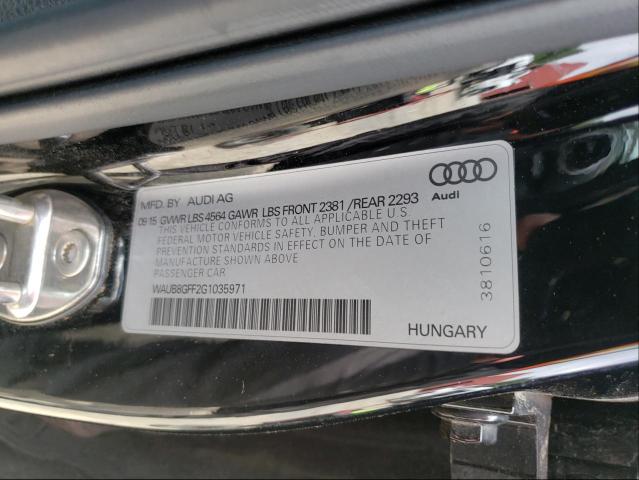 MFD. BY AUDI AG
09 15 GVWR LBS 4564 GAWR LBS FRONT 2381 / REAR 2293
THIS VEHICLE CONFORMS TO ALL APPLICABLE U.S.
FEDERAL MOTOR VEHICLE SAFETY, BUMPER AND THEFT
PREVENTION STANDARDS IN EFFECT ON THE DATE OF
MANUFACTURE SHOWN ABOVE
PASSENGER CAR
WAUB8GFF2G1035971
Audi
3810616
HUNGARY